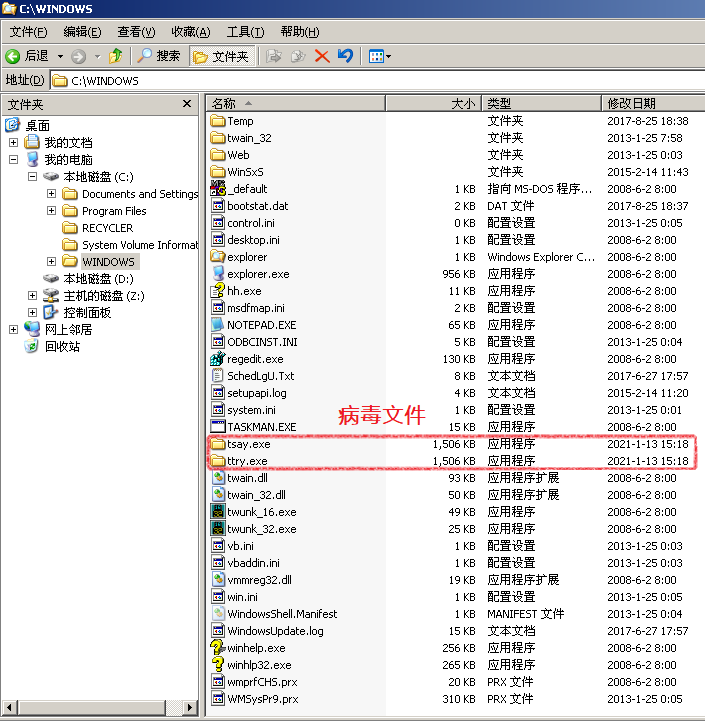 C:\WINDOWS
文件(F) 编辑(E) 查看(V) 收藏(A) 工具(T) 帮助(H)
后退 搜索 文件夹
地址(D) C:\WINDOWS
文件夹
桌面
我的文档
我的电脑
本地磁盘 (C:)
Documents and Settings
Program Files
RECYCLER
System Volume Informat
WINDOWS
本地磁盘 (D:)
主机的磁盘 (Z:)
控制面板
网上邻居
回收站
名称 大小 类型 修改日期
Temp 文件夹 2017-8-25 18:38
twain_32 文件夹 2013-1-25 7:58
Web 文件夹 2013-1-25 0:03
WinSxS 文件夹 2015-2-14 11:43
_default 1 KB 指向 MS-DOS 程序... 2008-6-2 8:00
bootstat.dat 2 KB DAT 文件 2017-8-25 18:37
control.ini 0 KB 配置设置 2013-1-25 0:05
desktop.ini 0 KB 配置设置 2008-6-2 8:00
explorer 1 KB Windows Explorer C... 2008-6-2 8:00
explorer.exe 956 KB 应用程序 2008-6-2 8:00
hh.exe 11 KB 应用程序 2008-6-2 8:00
msdfmap.ini 2 KB 配置设置 2008-6-2 8:00
NOTEPAD.EXE 65 KB 应用程序 2008-6-2 8:00
ODBCINST.INI 5 KB 配置设置 2013-1-25 0:04
regedit.exe 130 KB 应用程序 2008-6-2 8:00
SchedLgU.Txt 8 KB 文本文档 2017-6-27 17:57
setupapi.log 4 KB 文本文档 2015-2-14 11:20
system.ini 1 KB 配置设置 2013-1-25 0:01
病毒文件
TASKMAN.EXE 15 KB 应用程序 2008-6-2 8:00
tsay.exe 1,506 KB 应用程序 2021-1-13 15:18
ttry.exe 1,506 KB 应用程序 2021-1-13 15:18
twain.dll 93 KB 应用程序扩展 2008-6-2 8:00
twain_32.dll 50 KB 应用程序扩展 2008-6-2 8:00
twunk_16.exe 49 KB 应用程序 2008-6-2 8:00
twunk_32.exe 25 KB 应用程序 2008-6-2 8:00
vb.ini 1 KB 配置设置 2013-1-25 0:03
vbaddin.ini 1 KB 配置设置 2013-1-25 0:03
vmmreg32.dll 19 KB 应用程序扩展 2008-6-2 8:00
win.ini 1 KB 配置设置 2013-1-25 0:05
WindowsShell.Manifest 1 KB MANIFEST 文件 2013-1-25 0:04
WindowsUpdate.log 15 KB 文本文档 2017-6-27 17:57
winhelp.exe 256 KB 应用程序 2008-6-2 8:00
winhlp32.exe 265 KB 应用程序 2008-6-2 8:00
wmprfCHS.prx 20 KB PRX 文件 2008-6-2 8:00
WMSysPr9.prx 310 KB PRX 文件 2013-1-25 0:05